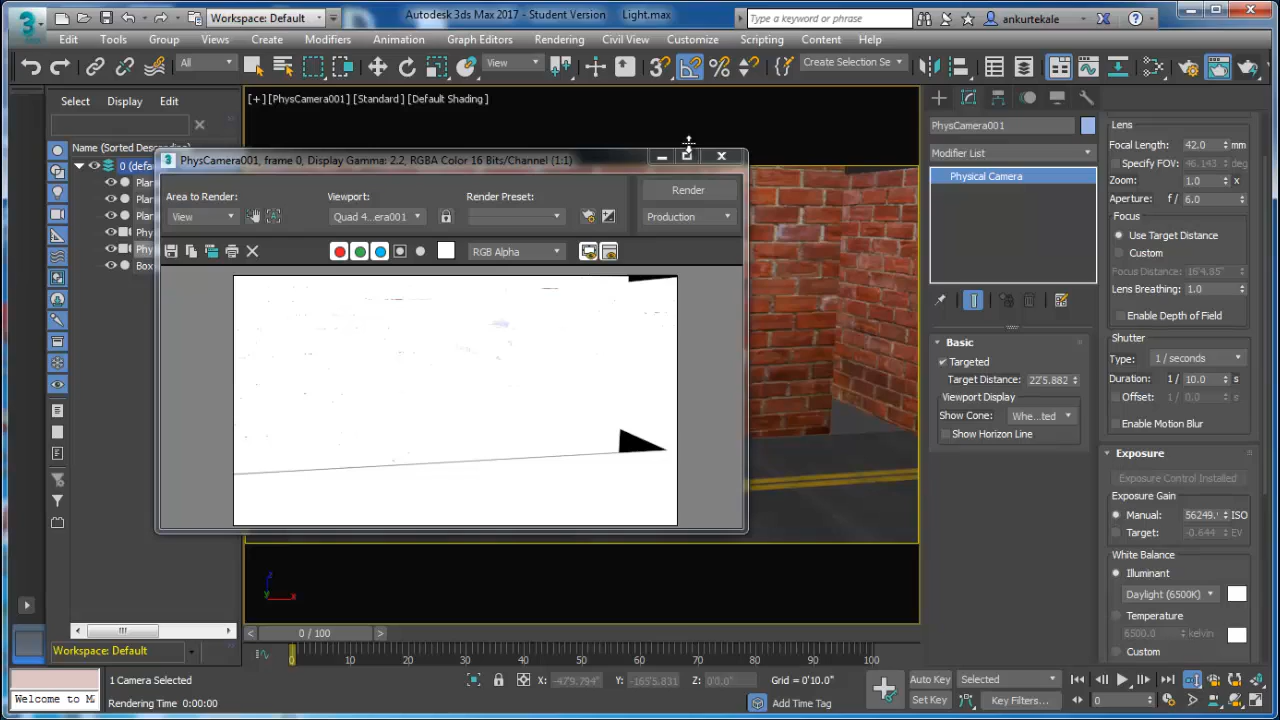 Workspace: Default
Autodesk 3ds Max 2017 - Student Version Light.max
Type a keyword or phrase
ankurtekale
Edit Tools Group Views Create Modifiers Animation Graph Editors Rendering Civil View Customize Scripting Content Help
All
View
Create Selection Se
Select Display Edit
[+] [PhysCamera001] [Standard] [Default Shading]
Name (Sorted Descending)
0 (defa
Plar
Plar
Plar
Phy
Phy
Box
PhysCamera001, frame 0, Display Gamma: 2.2, RGBA Color 16 Bits/Channel (1:1)
Area to Render:
View
Viewport:
Quad 4...era001
Render Preset:
Render
Production
RGB Alpha
PhysCamera001
Modifier List
Physical Camera
Basic
Targeted
Target Distance: 22'5.882
Viewport Display
Show Cone: Whe...ted
Show Horizon Line
Lens
Focal Length: 42.0 mm
Specify FOV: 46.143 deg
Zoom: 1.0 x
Aperture: f / 6.0
Focus
Use Target Distance
Custom
Focus Distance: 16'4.85"
Lens Breathing: 1.0
Enable Depth of Field
Shutter
Type: 1 / seconds
Duration: 1 / 10.0 s
Offset: 1 / 0.0 s
Enable Motion Blur
Exposure
Exposure Control Installed
Exposure Gain
Manual: 56249. ISO
Target: -0.644 EV
White Balance
Illuminant
Daylight (6500K)
Temperature
6500.0 kelvin
Custom
0 / 100
Workspace: Default
0 10 20 30 40 50 60 70 80 90 100
1 Camera Selected
X: -479.794" Y: -165'5.831 Z: 0'0.0" Grid = 0'10.0"
Auto Key Selected
Welcome to M
Rendering Time 0:00:00
Add Time Tag
Set Key Key Filters...
0